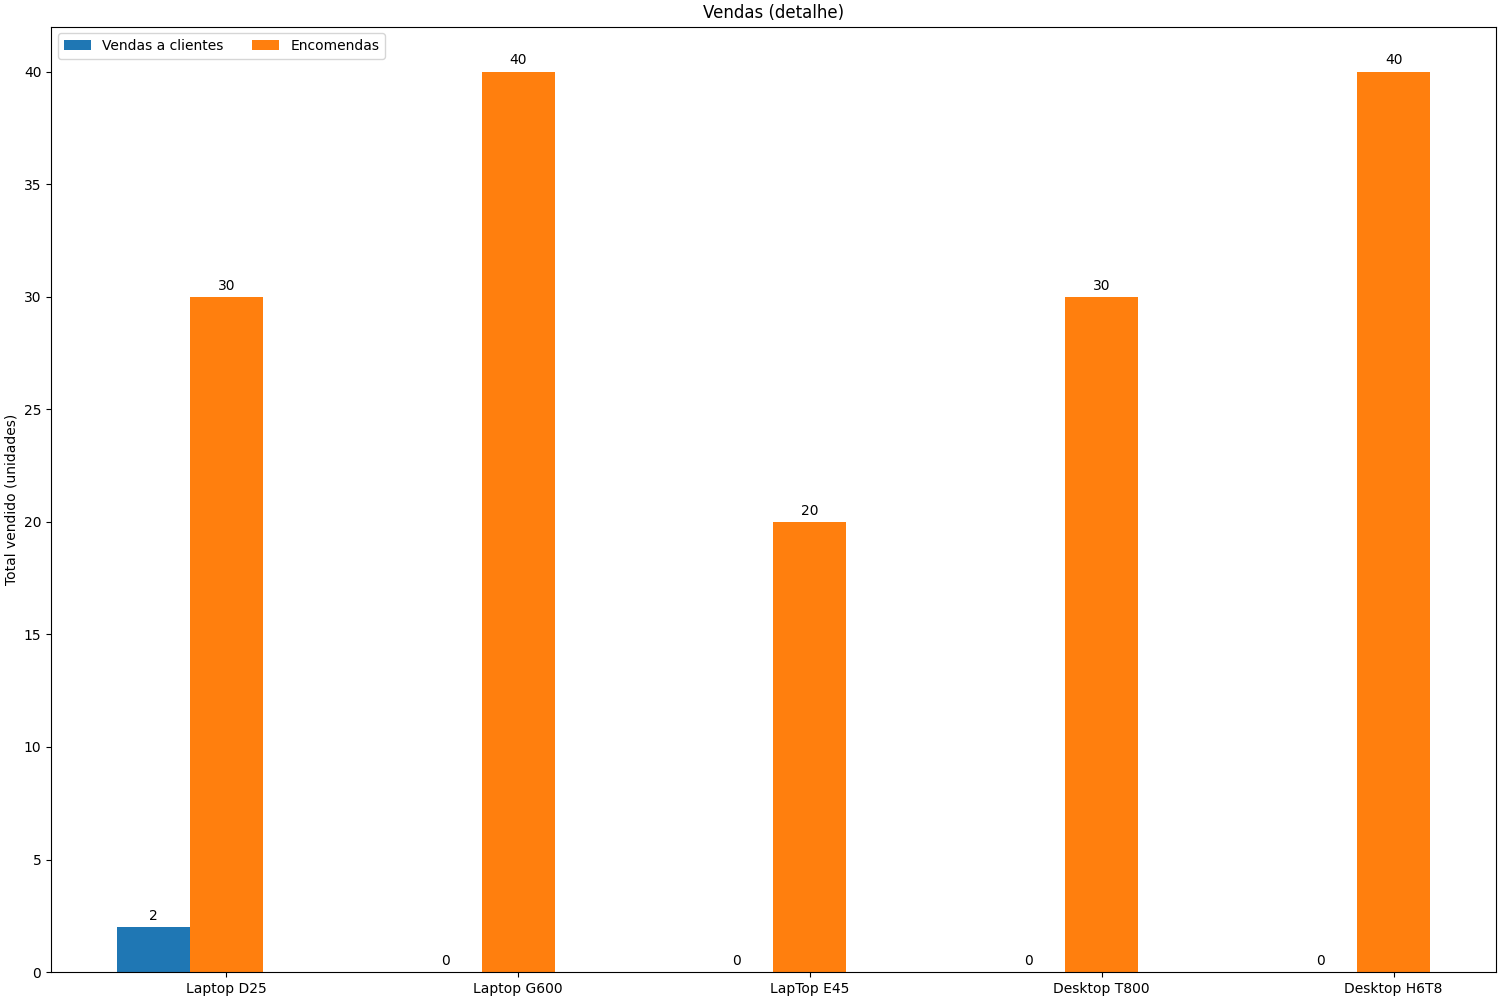 Vendas (detalhe)
Vendas a clientes
Encomendas
Total vendido (unidades)
40
35
30
25
20
15
10
5
0
2
30
0
40
0
20
0
30
0
40
Laptop D25
Laptop G600
LapTop E45
Desktop T800
Desktop H6T8